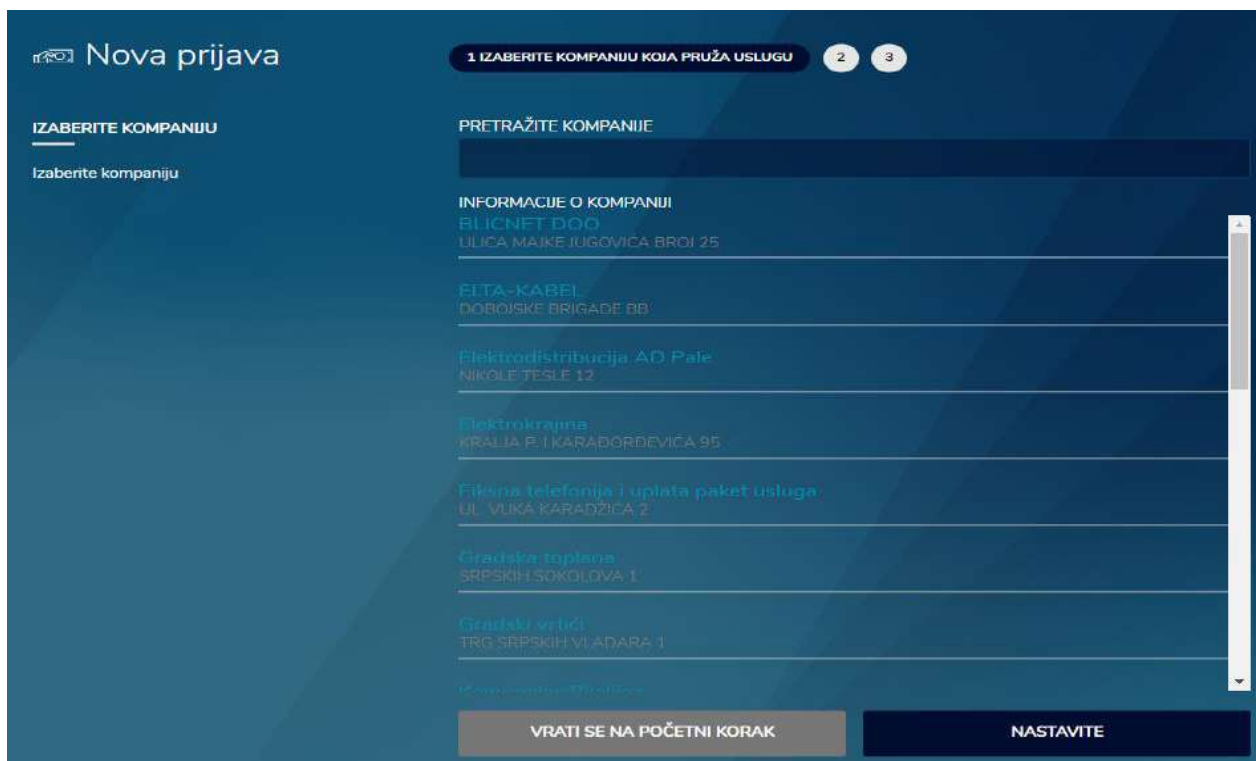 Nova prijava
1 IZABERITE KOMPANIJU KOJA PRUŽA USLUGU
2
3
IZABERITE KOMPANIJU
Izaberite kompaniju
PRETRAŽITE KOMPANIJE
INFORMACIJE O KOMPANIJI
BLICNET DOO
ULICA MAJKE JUGOVICA BROJ 25
ELTA-KABEL
DOBOJSKE BRIGADE BB
Elektrodistribucija AD Pale
NIKOLE TESLE 12
Elektrokrajina
KRALJA P. I KARAĐORĐEVIĆA 95
Fiksna telefonija i uplata paket usluga
UL. VUKA KARADŽIĆA 2
Gradska toplana
SRPSKIH SOKOLOVA 1
Gradski vrtići
TRG SRPSKIH VLADARA 1
VRATI SE NA POČETNI KORAK
NASTAVITE